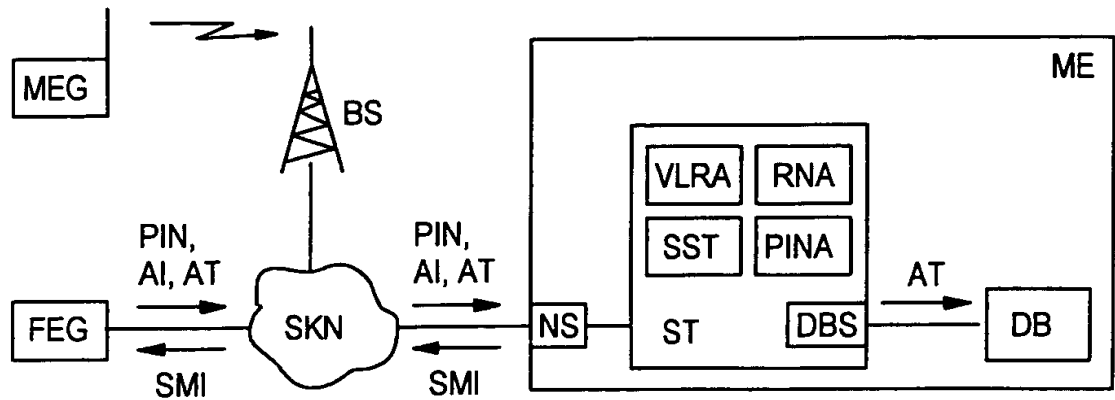 MEG
BS
ME
VLRA
RNA
SST
PINA
PIN,
AI, AT
PIN,
AI, AT
AT
FEG
SKN
NS
ST
DBS
DB
SMI
SMI